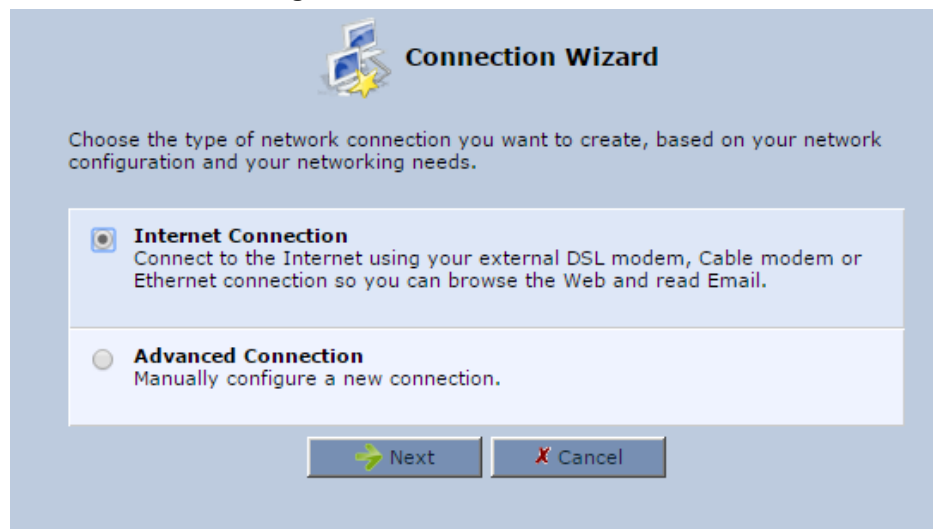 Connection Wizard
Choose the type of network connection you want to create, based on your network
configuration and your networking needs.
Internet Connection
Connect to the Internet using your external DSL modem, Cable modem or
Ethernet connection so you can browse the Web and read Email.
Advanced Connection
Manually configure a new connection.
Next
Cancel